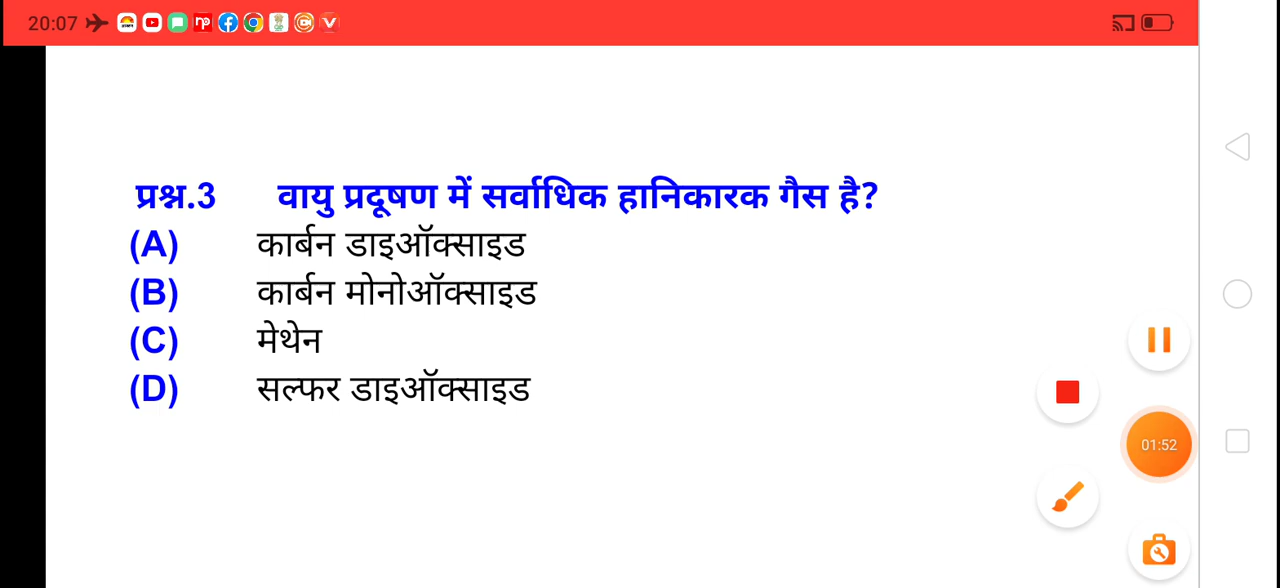 20:07
प्रश्न.3 वायु प्रदूषण में सर्वाधिक हानिकारक गैस है?
(A) कार्बन डाइऑक्साइड
(B) कार्बन मोनोऑक्साइड
(C) मेथेन
(D) सल्फर डाइऑक्साइड
01:52